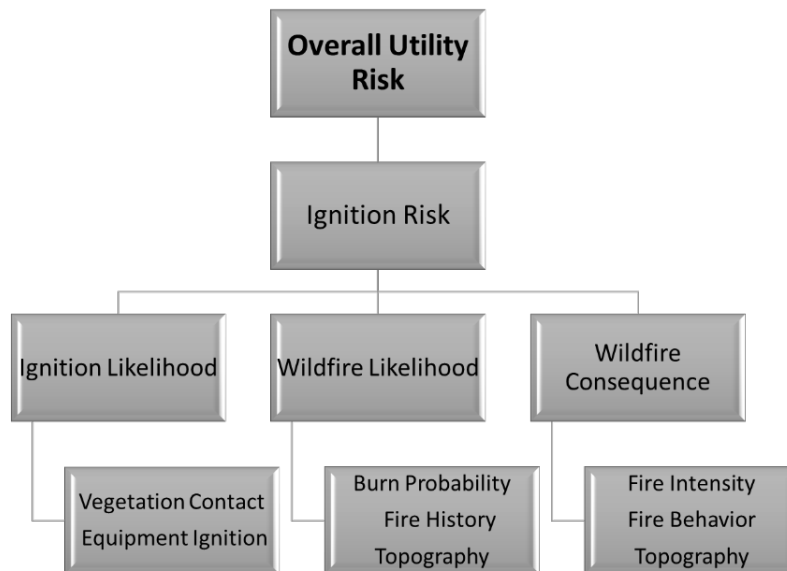 Overall Utility
Risk
Ignition Risk
Ignition Likelihood
Wildfire Likelihood
Wildfire
Consequence
Vegetation Contact
Equipment Ignition
Burn Probability
Fire History
Topography
Fire Intensity
Fire Behavior
Topography